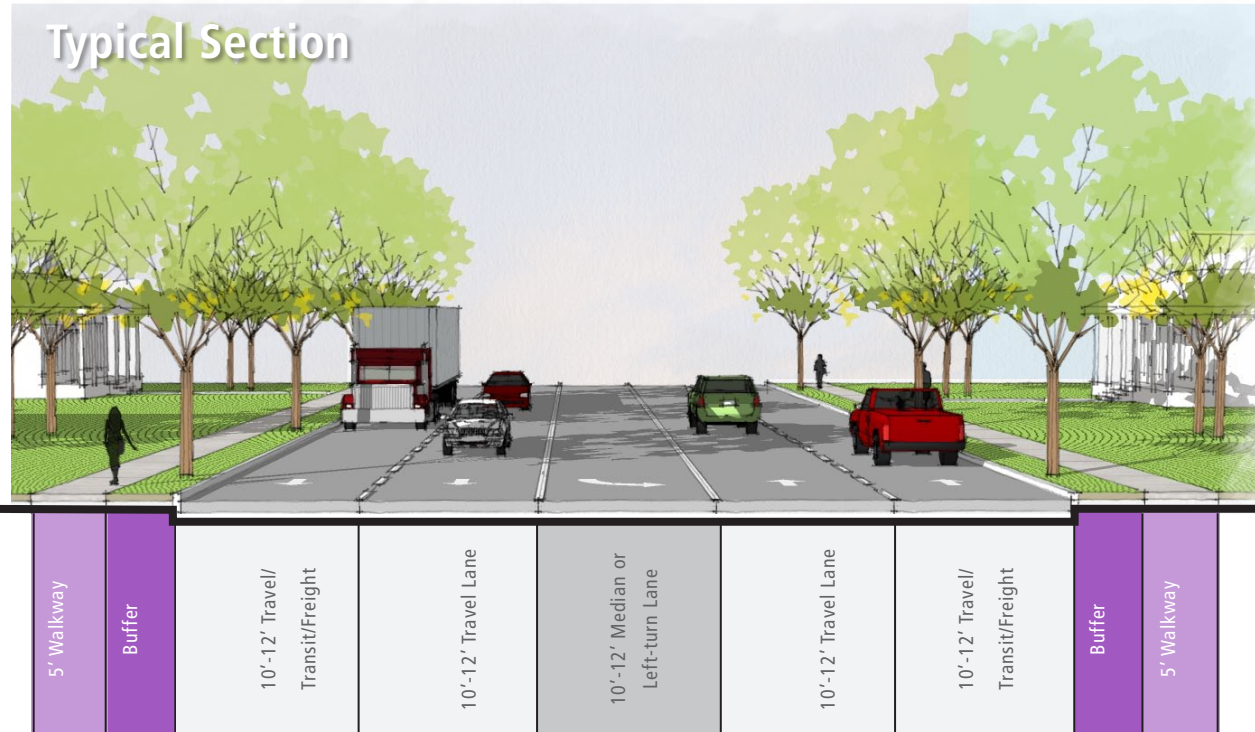 Typical Section
5’ Walkway
Buffer
10’-12’ Travel/
Transit/Freight
10’-12’ Travel Lane
10’-12’ Median or
Left-turn Lane
10’-12’ Travel Lane
10’-12’ Travel/
Transit/Freight
Buffer
5’ Walkway